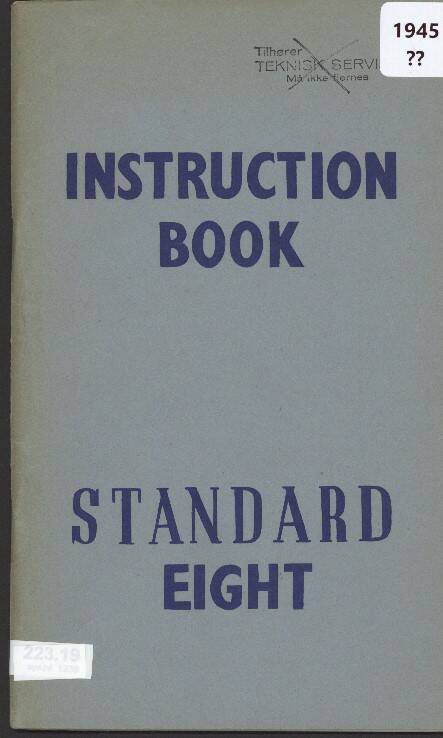 1945
??
Tilhører
TEKNISK SERVI
Må ikke fjernes
INSTRUCTION
BOOK
STANDARD
EIGHT
223.19